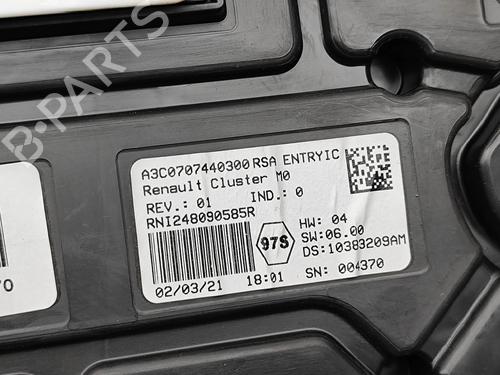 B-PARTS
A3C0707440300 RSA ENTRYIC
Renault Cluster M0
REV.: 01 IND.: 0
RNI248090585R
97S
HW: 04
SW:06.00
DS:10383209AM
02/03/21 18:01 SN: 004370
70